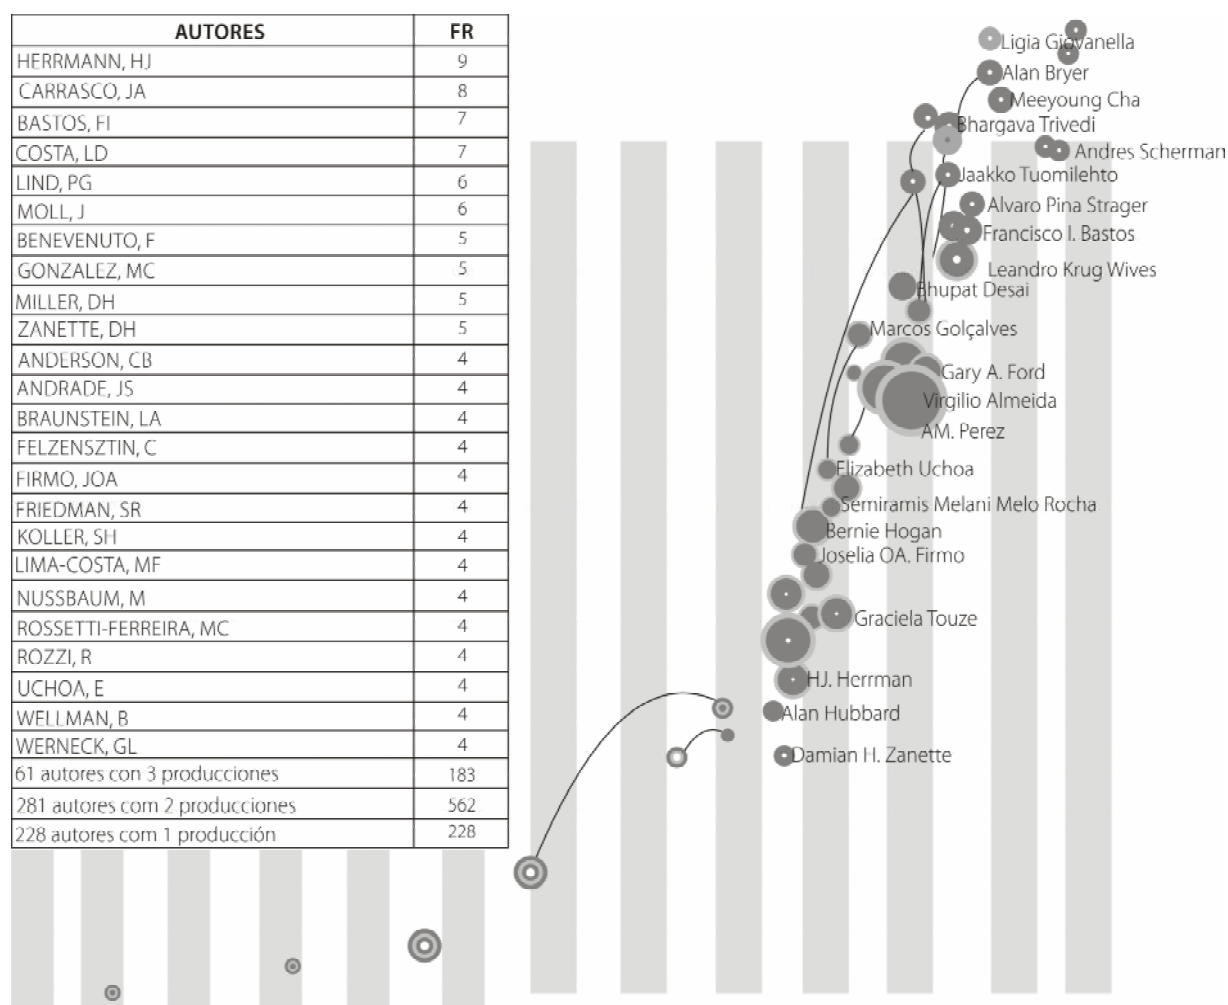 AUTORES FR
HERRMANN, HJ 9
CARRASCO, JA 8
BASTOS, FI 7
COSTA, LD 7
LIND, PG 6
MOLL, J 6
BENEVENUTO, F 5
GONZALEZ, MC 5
MILLER, DH 5
ZANETTE, DH 5
ANDERSON, CB 4
ANDRADE, JS 4
BRAUNSTEIN, LA 4
FELZENSZTIN, C 4
FIRMO, JOA 4
FRIEDMAN, SR 4
KOLLER, SH 4
LIMA-COSTA, MF 4
NUSSBAUM, M 4
ROSSETTI-FERREIRA, MC 4
ROZZI, R 4
UCHOA, E 4
WELLMAN, B 4
WERNECK, GL 4
61 autores con 3 producciones 183
281 autores com 2 producciones 562
228 autores com 1 producción 228
Ligia Giovanella
Alan Bryer
Meeyoung Cha
Bhargava Trivedi
Andres Scherman
Jaakko Tuomilehto
Alvaro Pina Strager
Francisco I. Bastos
Leandro Krug Wives
Bhupat Desai
Marcos Golçalves
Gary A. Ford
Virgilio Almeida
AM. Perez
Elizabeth Uchoa
Semiramis Melani Melo Rocha
Bernie Hogan
Joselia OA. Firmo
Graciela Touze
HJ. Herrman
Alan Hubbard
Damian H. Zanette